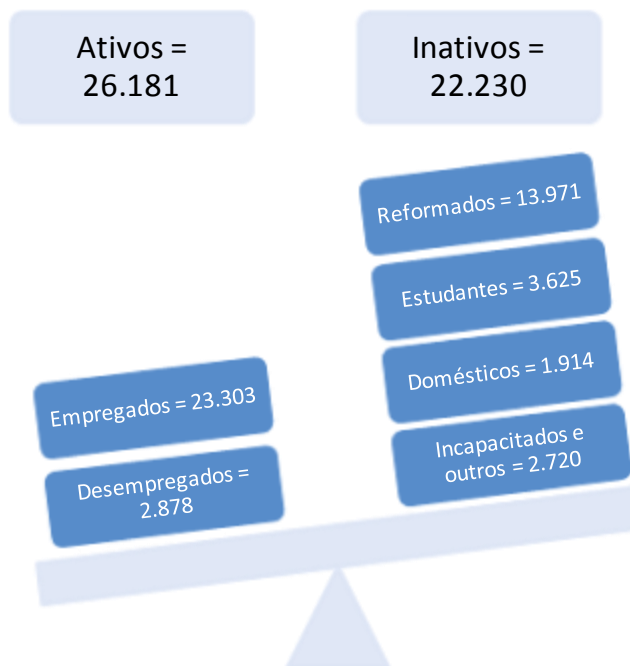 Ativos =
26.181
Inativos =
22.230
Reformados = 13.971
Estudantes = 3.625
Domésticos = 1.914
Incapacitados e
outros = 2.720
Empregados = 23.303
Desempregados =
2.878